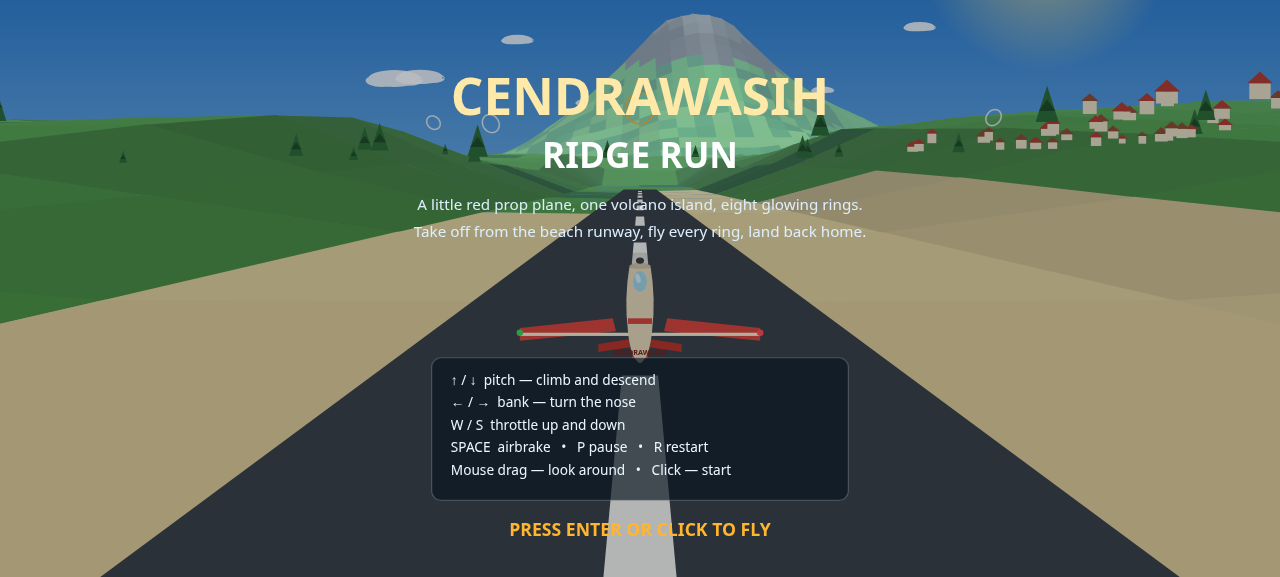 CENDRAWASIH
RIDGE RUN
A little red prop plane, one volcano island, eight glowing rings.
Take off from the beach runway, fly every ring, land back home.
↑ / ↓ pitch — climb and descend
← / → bank — turn the nose
W / S throttle up and down
SPACE airbrake • P pause • R restart
Mouse drag — look around • Click — start
PRESS ENTER OR CLICK TO FLY